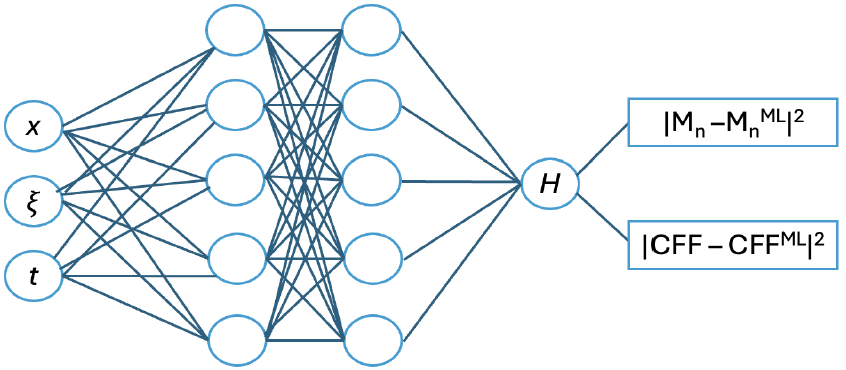 x
ξ
t
H
|Mₙ –Mₙᴹᴸ|²
|CFF – CFFᴹᴸ|²